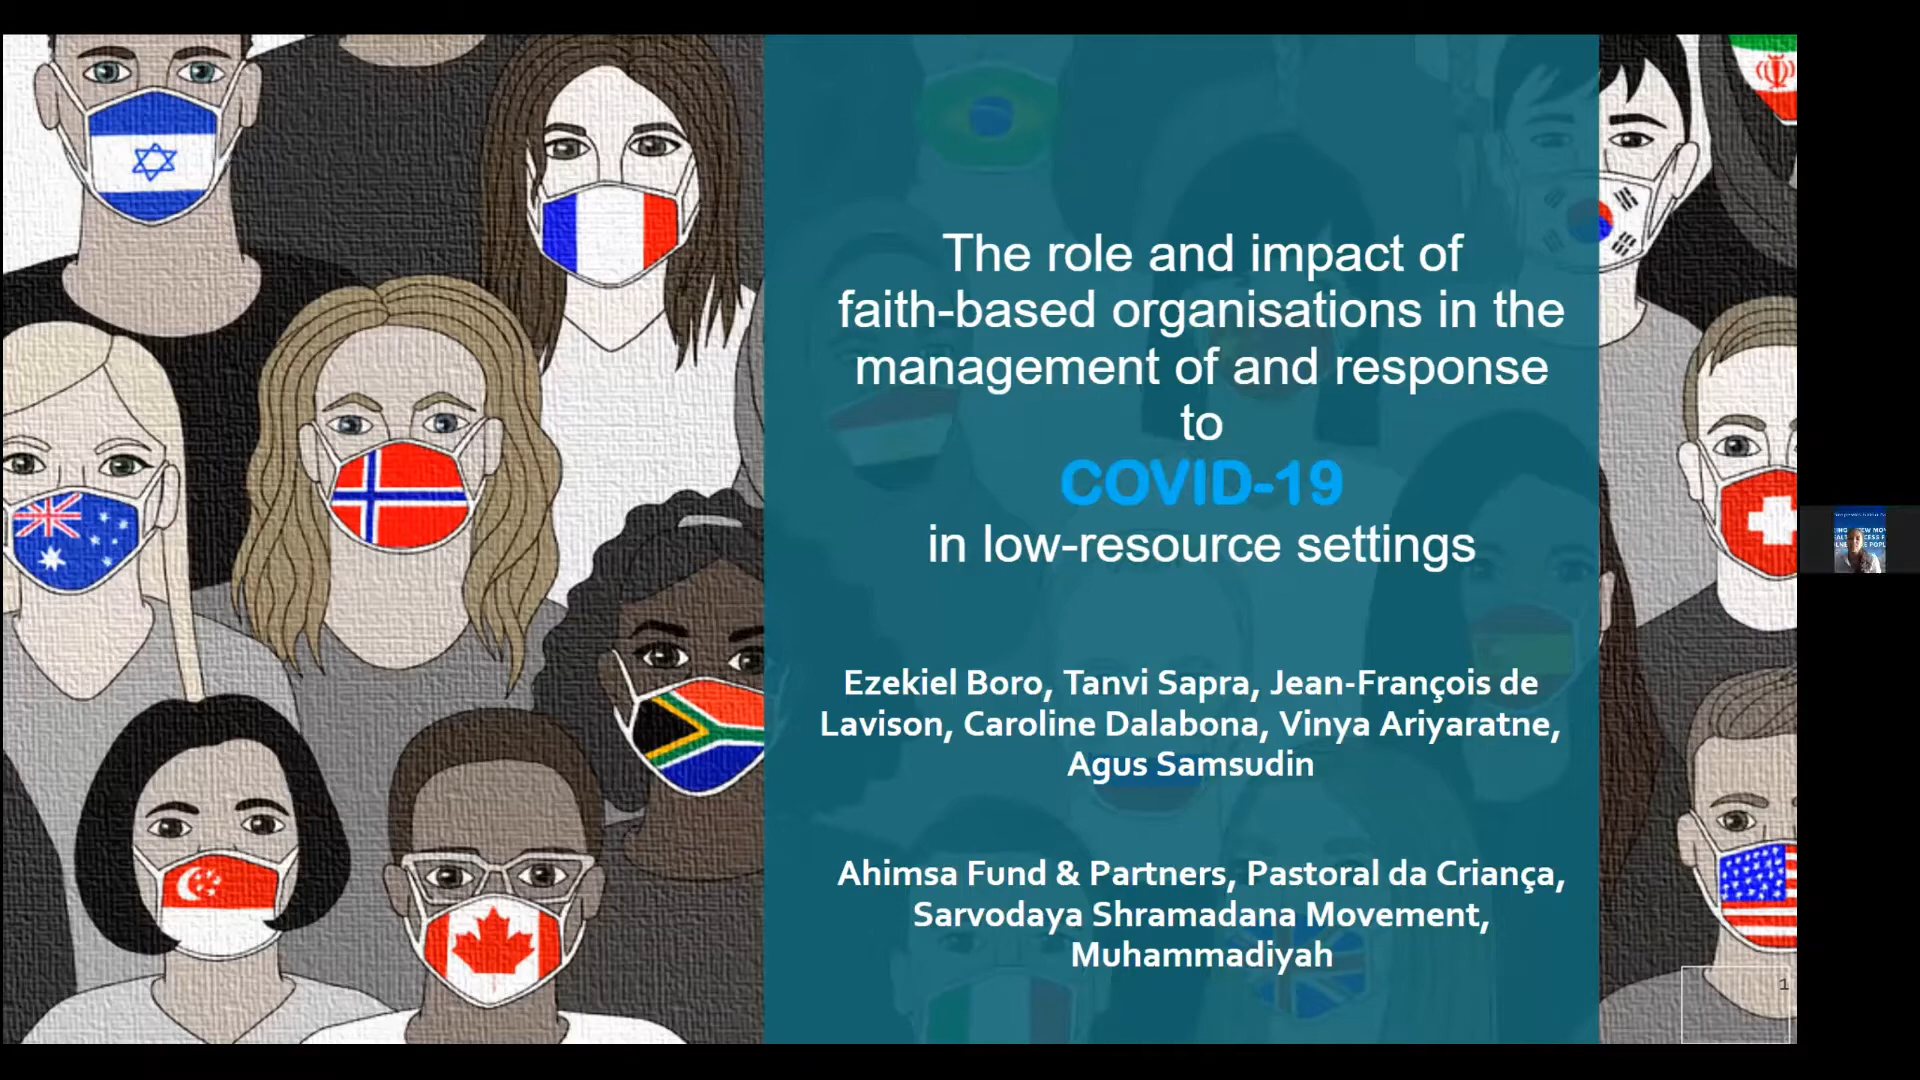 The role and impact of
faith-based organisations in the
management of and response
to
COVID-19
in low-resource settings
Ezekiel Boro, Tanvi Sapra, Jean-François de
Lavison, Caroline Dalabona, Vinya Ariyaratne,
Agus Samsudin
Ahimsa Fund & Partners, Pastoral da Criança,
Sarvodaya Shramadana Movement,
Muhammadiyah
1